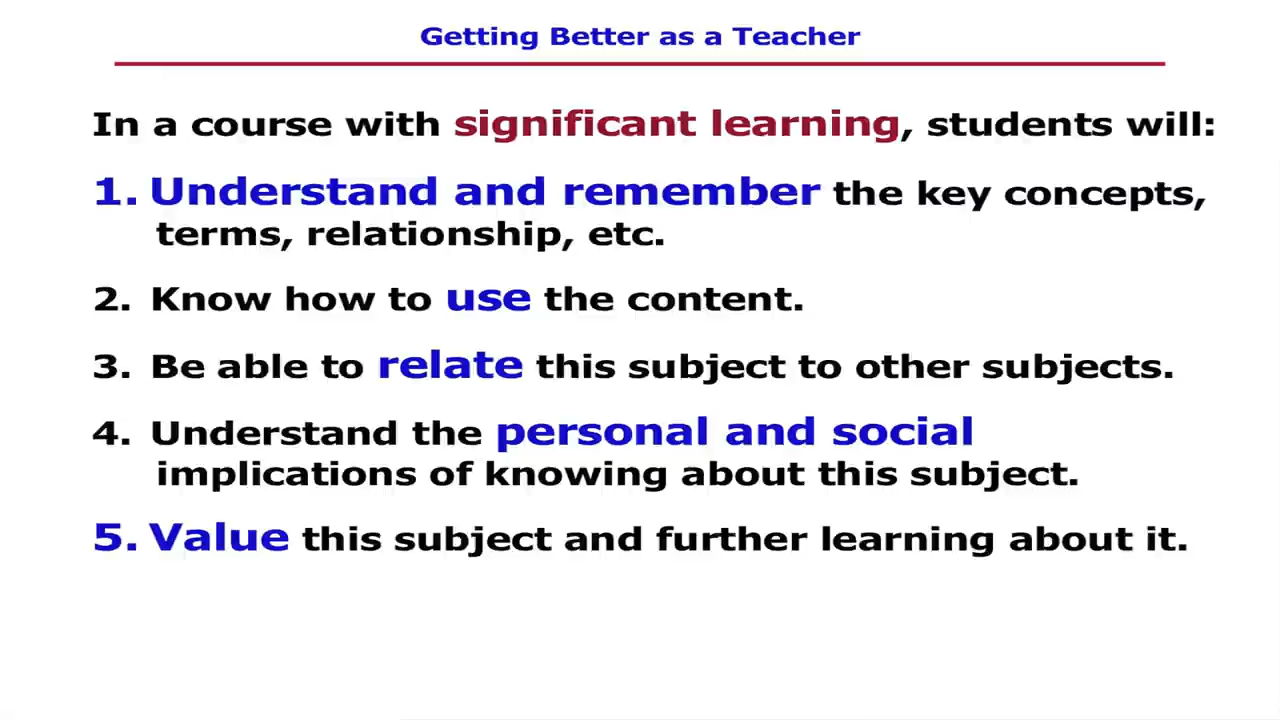 Getting Better as a Teacher
In a course with significant learning, students will:
1. Understand and remember the key concepts,
terms, relationship, etc.
2. Know how to use the content.
3. Be able to relate this subject to other subjects.
4. Understand the personal and social
implications of knowing about this subject.
5. Value this subject and further learning about it.